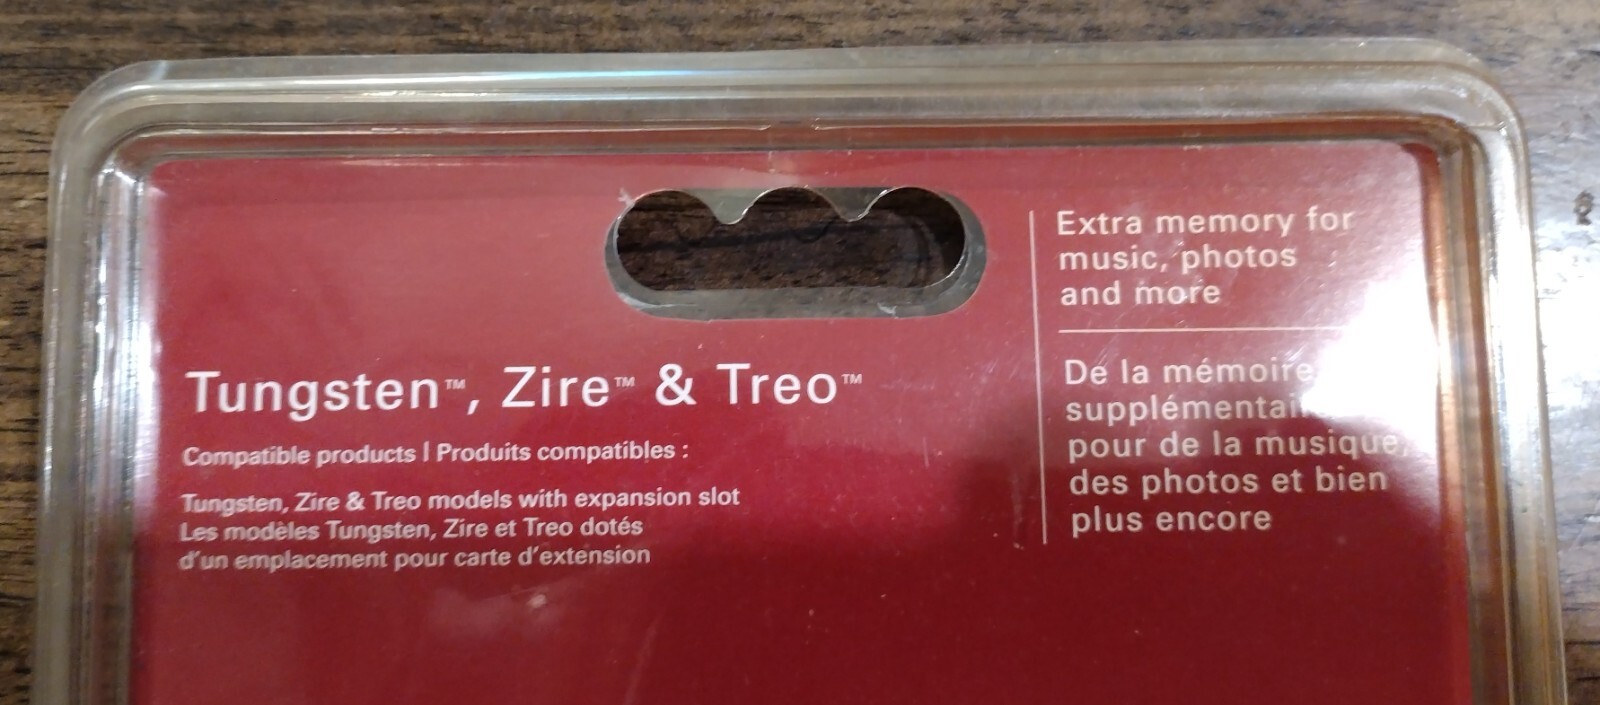 Extra memory for
music, photos
and more
De la mémoire
supplémentaire
pour de la musique,
des photos et bien
plus encore
Tungsten™, Zire™ & Treo™
Compatible products | Produits compatibles :
Tungsten, Zire & Treo models with expansion slot
Les modèles Tungsten, Zire et Treo dotés
d'un emplacement pour carte d'extension